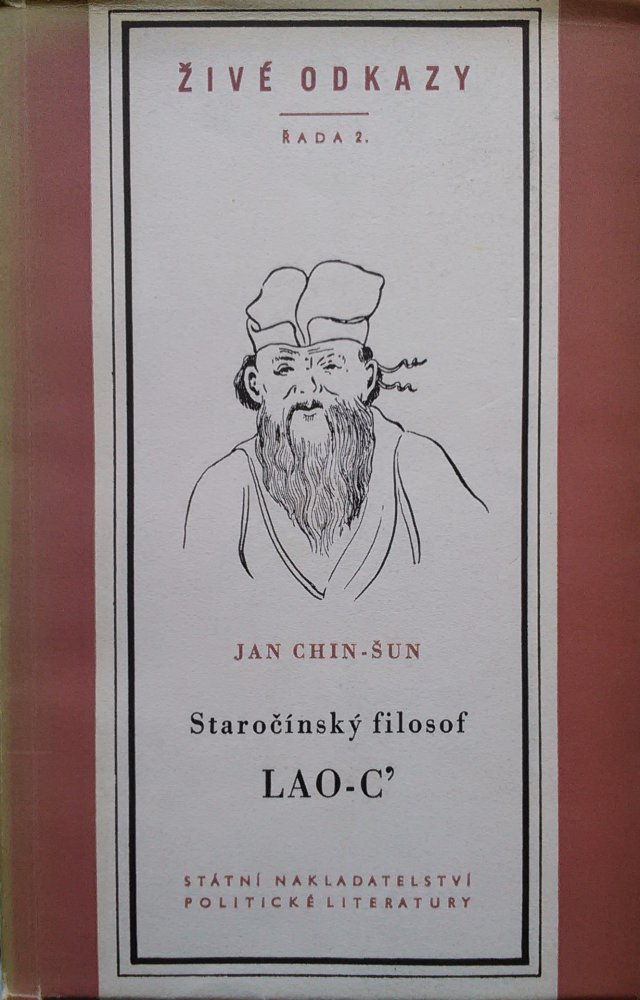 ŽIVÉ ODKAZY
ŘADA 2.
JAN CHIN-ŠUN
Staročínský filosof
LAO-C’
STÁTNÍ NAKLADATELSTVÍ
POLITICKÉ LITERATURY